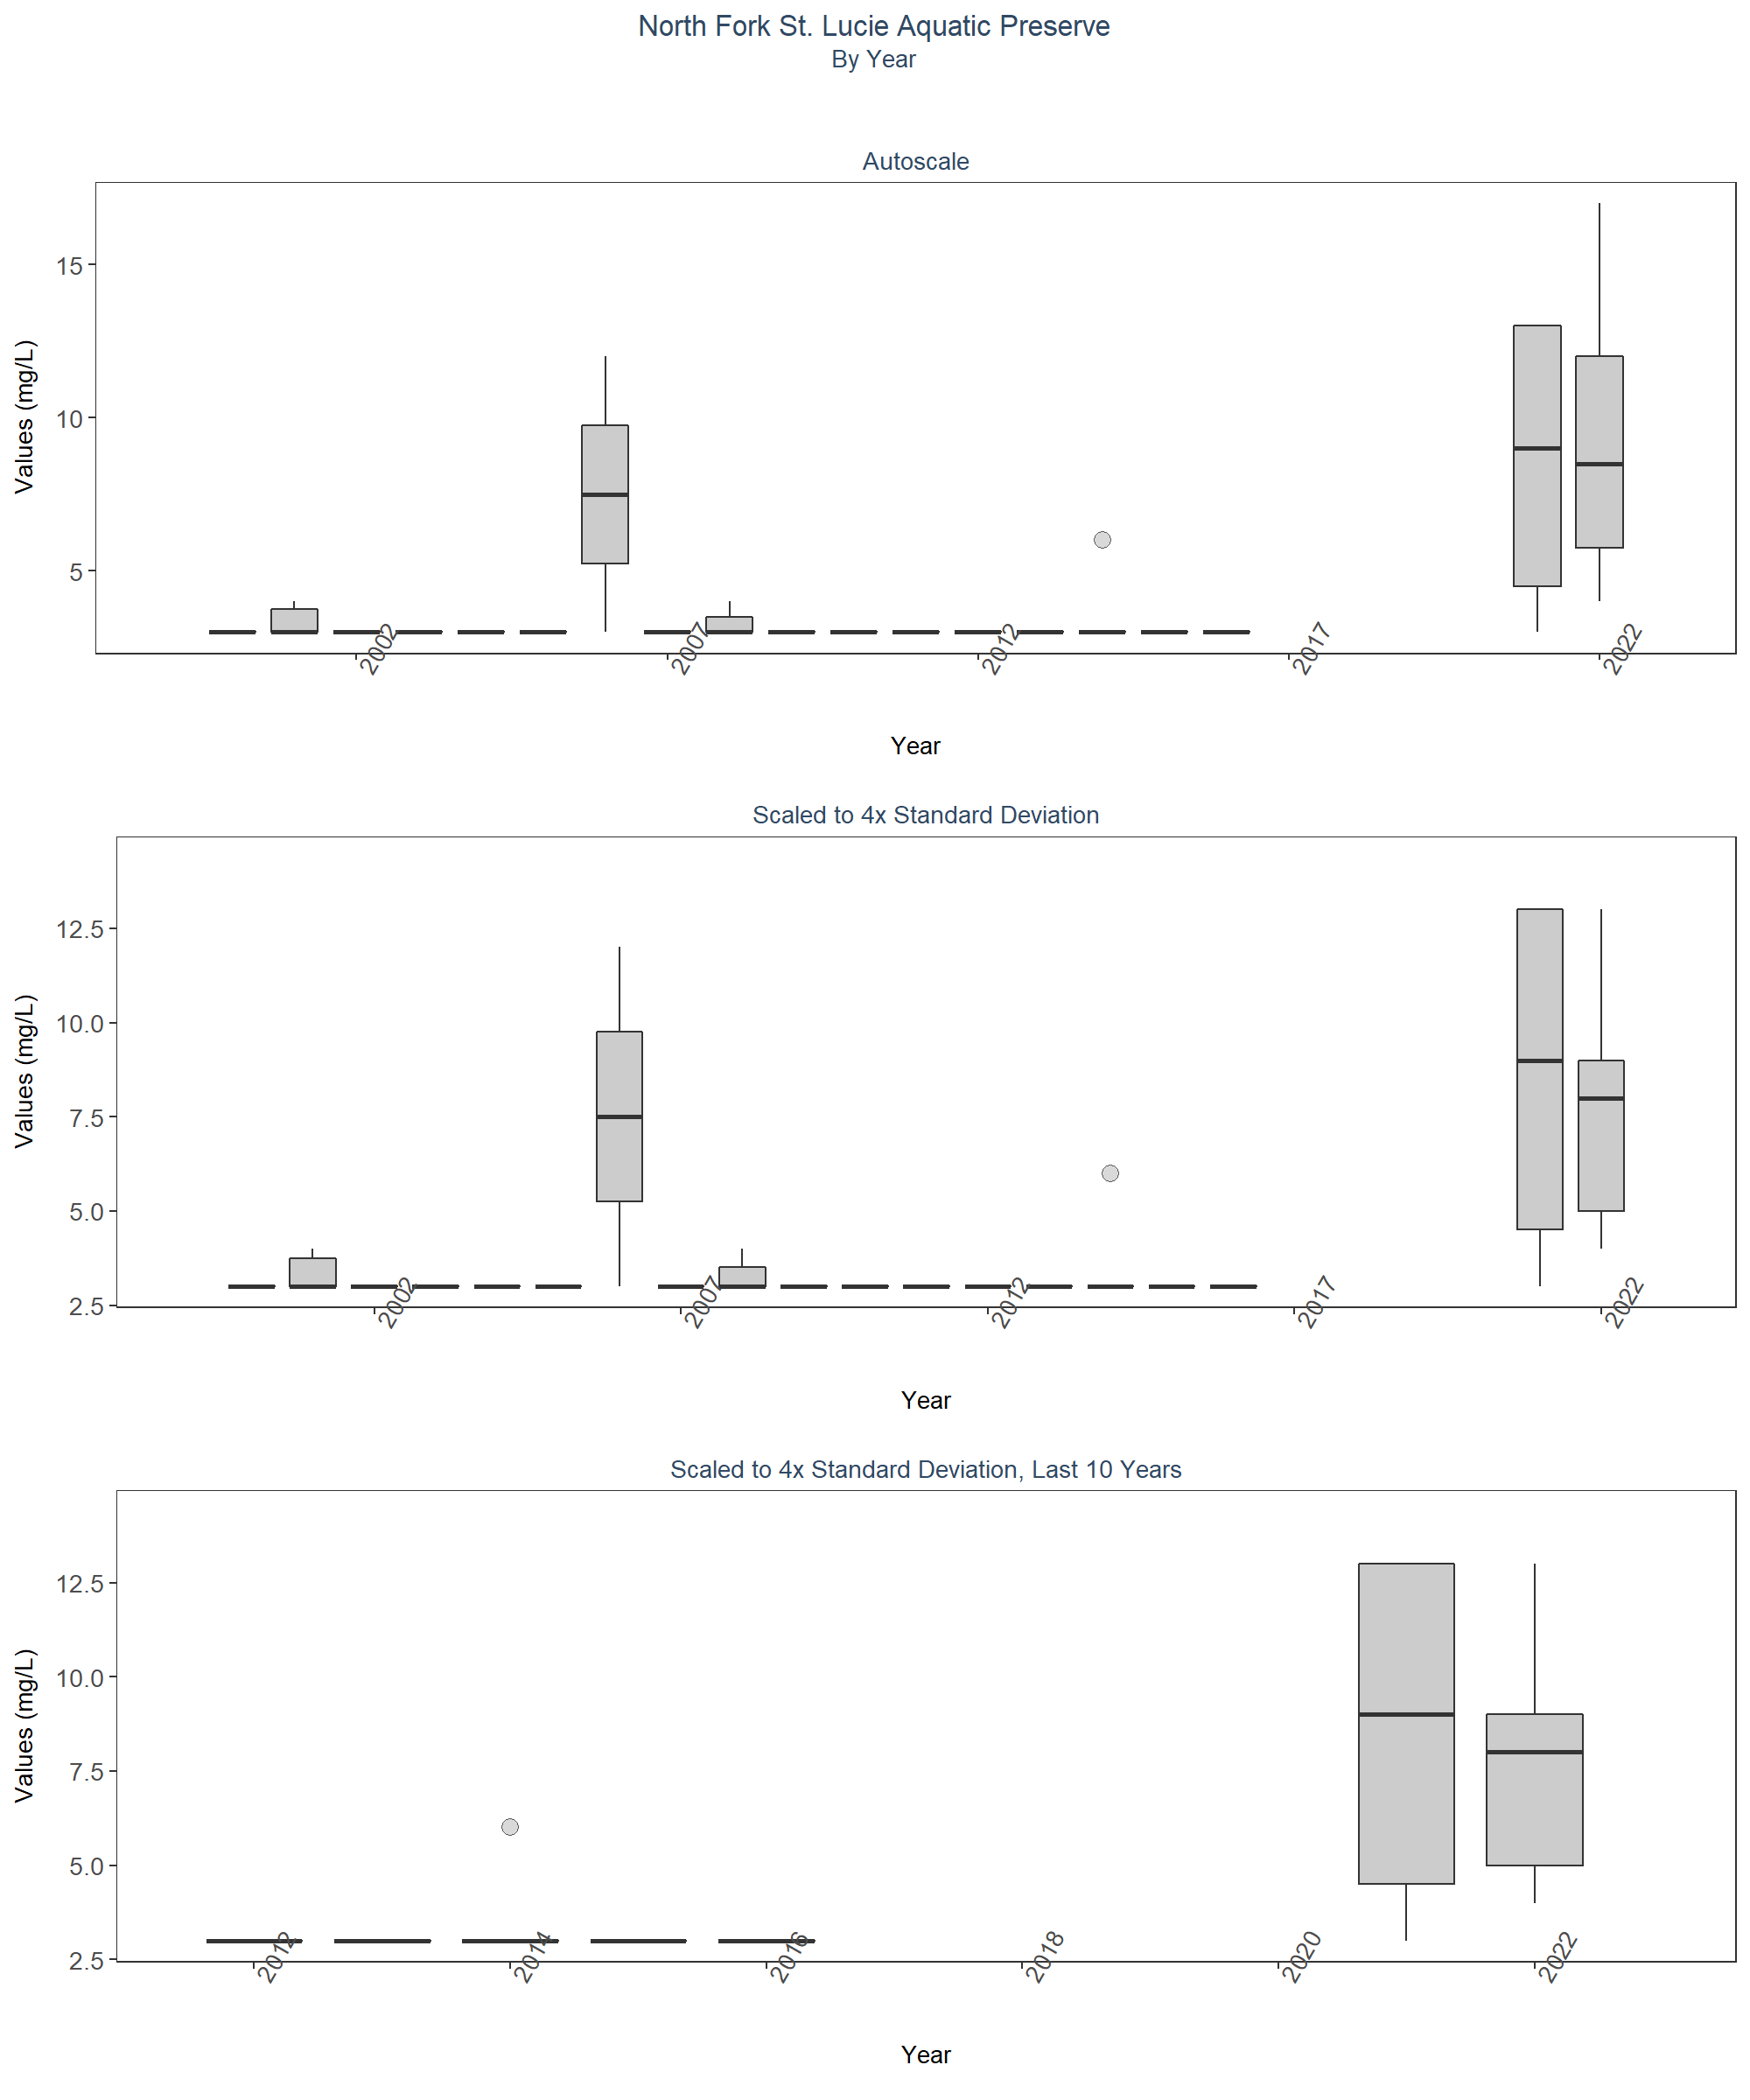 North Fork St. Lucie Aquatic Preserve
By Year
Autoscale
Values (mg/L)
15
10
5
2002 2007 2012 2017 2022
Year
Scaled to 4x Standard Deviation
Values (mg/L)
12.5
10.0
7.5
5.0
2.5
2002 2007 2012 2017 2022
Year
Scaled to 4x Standard Deviation, Last 10 Years
Values (mg/L)
12.5
10.0
7.5
5.0
2.5
2012 2014 2016 2018 2020 2022
Year